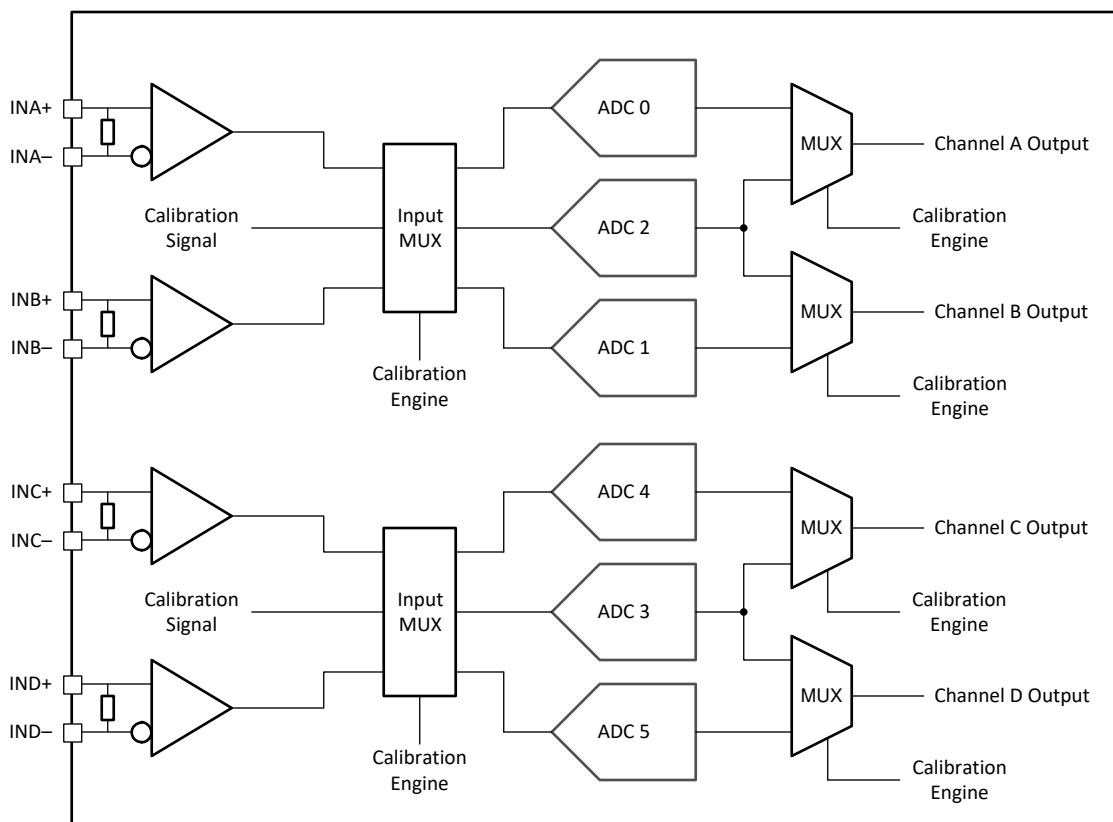 INA+
INA–
Calibration
Signal
INB+
INB–
Input
MUX
Calibration
Engine
ADC 0
ADC 2
ADC 1
MUX
Channel A Output
Calibration
Engine
MUX
Channel B Output
Calibration
Engine
INC+
INC–
Calibration
Signal
IND+
IND–
Input
MUX
Calibration
Engine
ADC 4
ADC 3
ADC 5
MUX
Channel C Output
Calibration
Engine
MUX
Channel D Output
Calibration
Engine